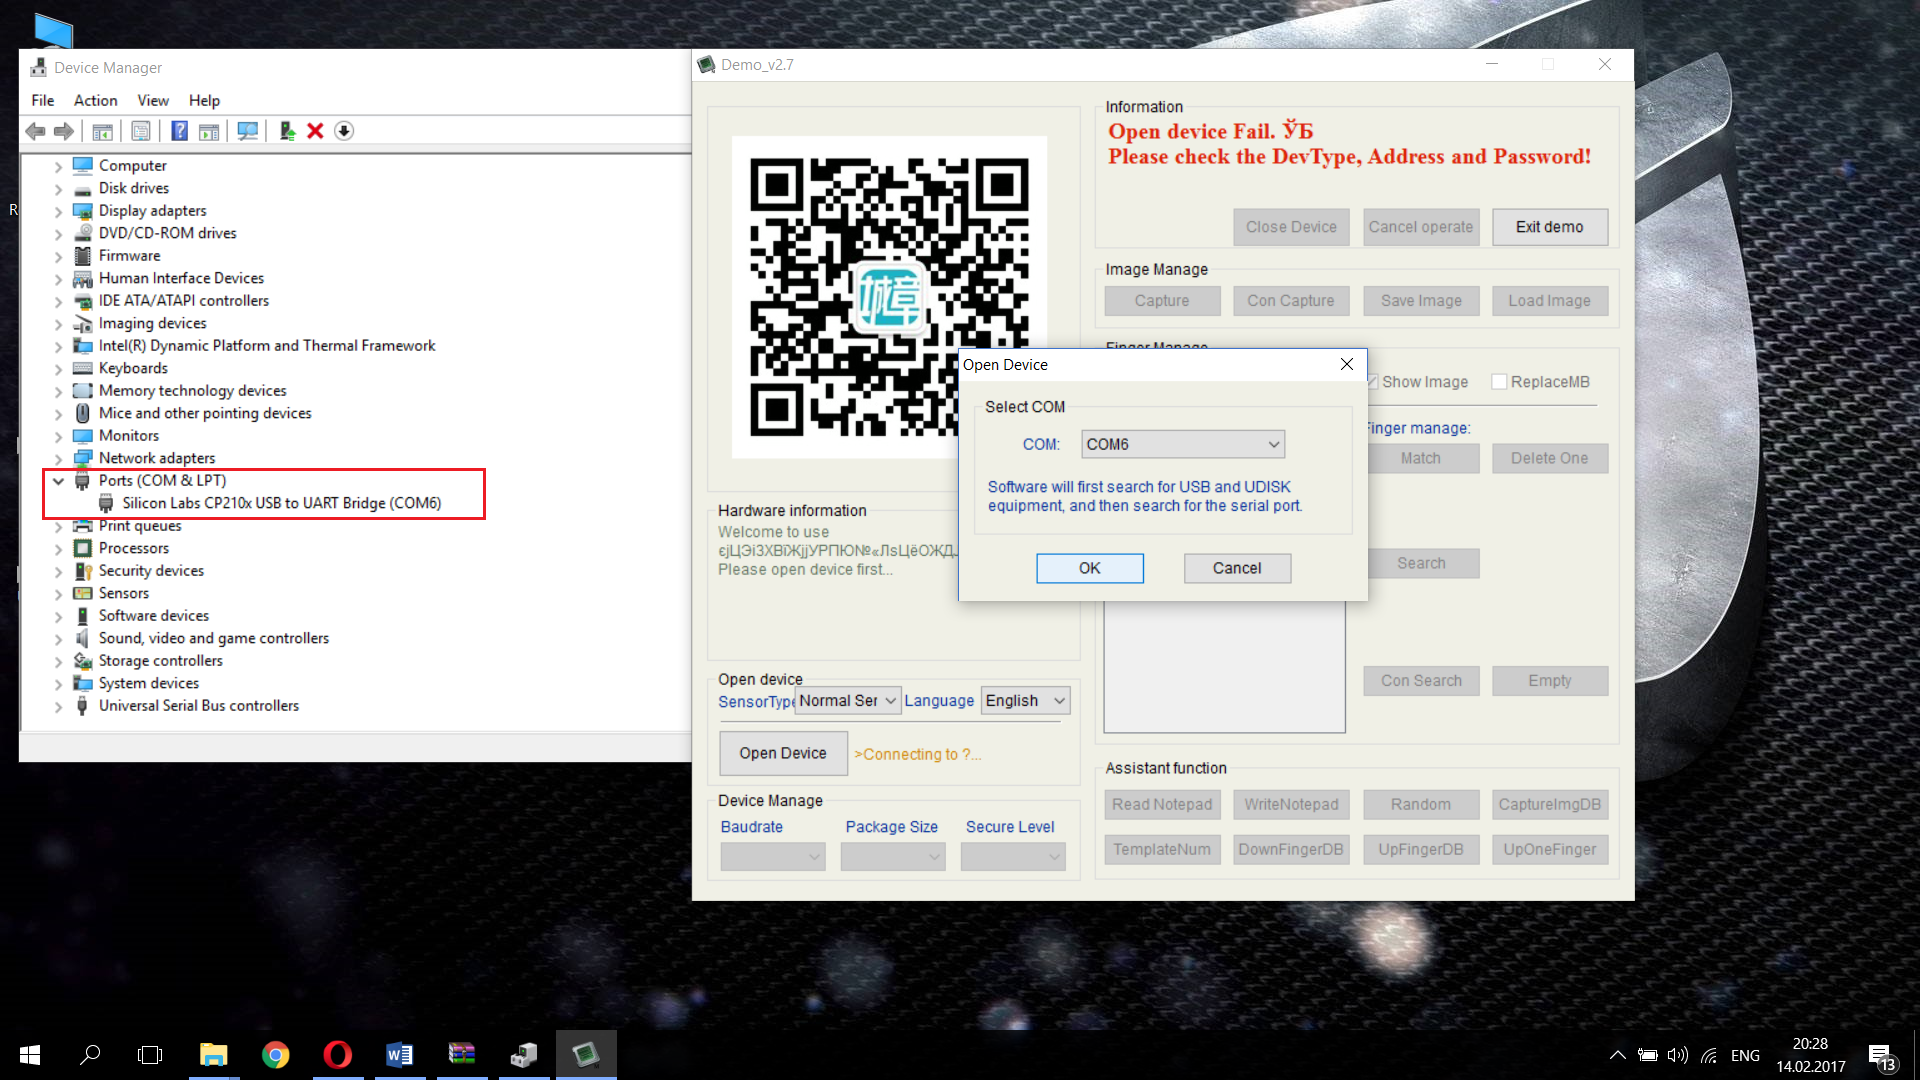 Device Manager
File Action View Help
Computer
Disk drives
Display adapters
DVD/CD-ROM drives
Firmware
Human Interface Devices
IDE ATA/ATAPI controllers
Imaging devices
Intel(R) Dynamic Platform and Thermal Framework
Keyboards
Memory technology devices
Mice and other pointing devices
Monitors
Network adapters
Ports (COM & LPT)
Silicon Labs CP210x USB to UART Bridge (COM6)
Print queues
Processors
Security devices
Sensors
Software devices
Sound, video and game controllers
Storage controllers
System devices
Universal Serial Bus controllers
Demo_v2.7
城章
Hardware information
Welcome to use
Please open device first...
Open device
SensorType Normal Ser Language English
Open Device >Connecting to ?...
Device Manage
Baudrate Package Size Secure Level
Information
Open device Fail. ЎБ
Please check the DevType, Address and Password!
Close Device Cancel operate Exit demo
Image Manage
Capture Con Capture Save Image Load Image
Finger Manage
Show Image ReplaceMB
Finger manage:
Match Delete One
Search
Con Search Empty
Assistant function
Read Notepad WriteNotepad Random CaptureImgDB
TemplateNum DownFingerDB UpFingerDB UpOneFinger
Open Device
Select COM
COM: COM6
Software will first search for USB and UDISK
equipment, and then search for the serial port.
OK Cancel
ENG
20:28
14.02.2017
13